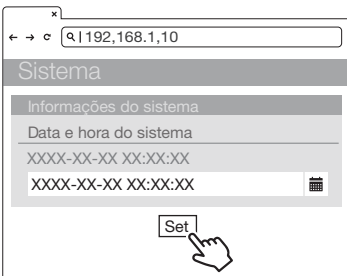 192,168.1,10
Sistema
Informações do sistema
Data e hora do sistema
XXXX-XX-XX XX:XX:XX
XXXX-XX-XX XX:XX:XX
Set